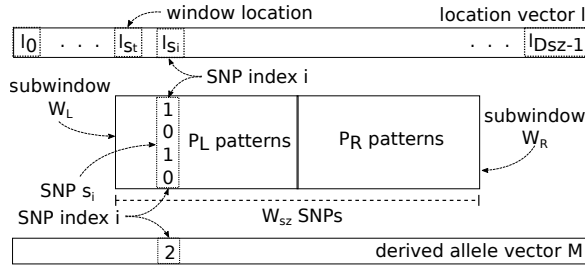 window location
location vector l
l0 . . . lSt lSi . . . lDsz-1
SNP index i
subwindow
WL
1
0
1
0
PL patterns
PR patterns
subwindow
WR
SNP si
SNP index i
Wsz SNPs
2
derived allele vector M